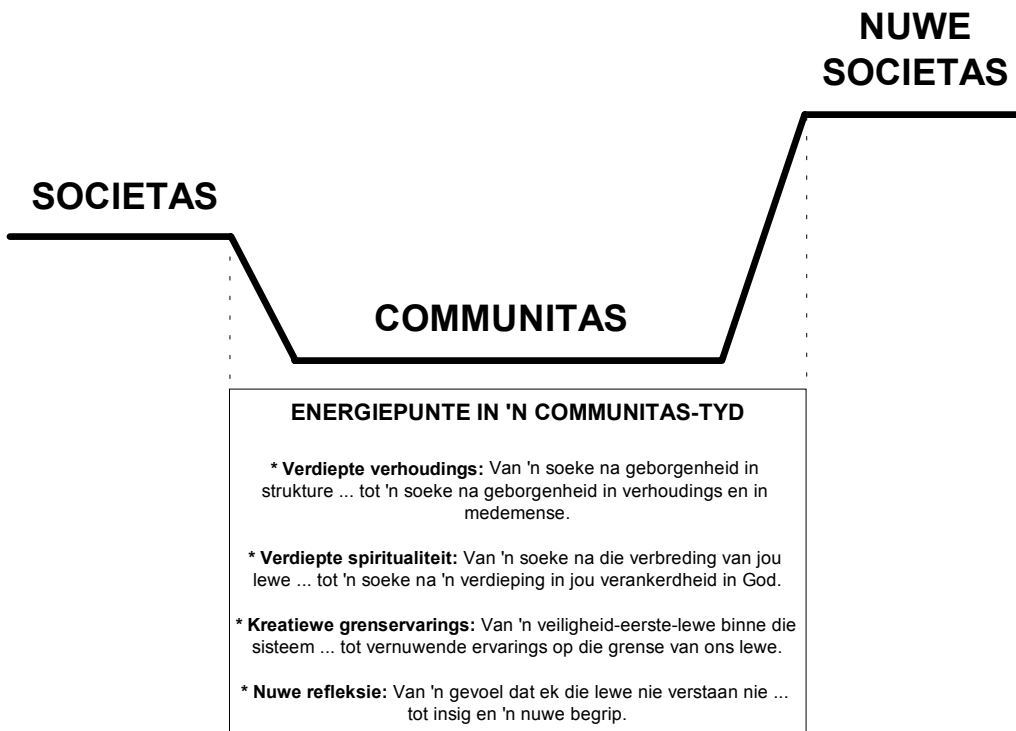 NUWE
SOCIETAS
SOCIETAS
COMMUNITAS
ENERGIEPUNTE IN 'N COMMUNITAS-TYD
* Verdiepte verhoudings: Van 'n soeke na geborgenheid in
strukture ... tot 'n soeke na geborgenheid in verhoudings en in
medemense.
* Verdiepte spiritualiteit: Van 'n soeke na die verbreding van jou
lewe ... tot 'n soeke na 'n verdieping in jou verankerdheid in God.
* Kreatiewe grenservarings: Van 'n veiligheid-eerste-lewe binne die
sisteem ... tot vernuwende ervarings op die grense van ons lewe.
* Nuwe refleksie: Van 'n gevoel dat ek die lewe nie verstaan nie ...
tot insig en 'n nuwe begrip.